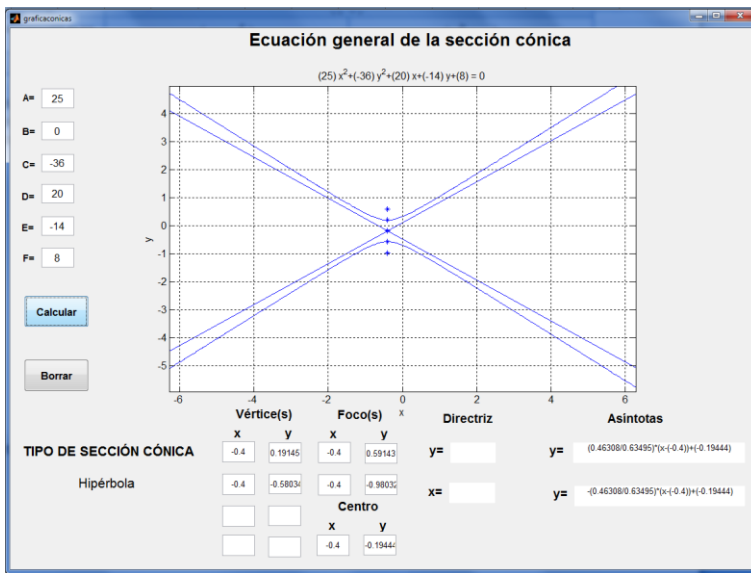 graficaconicas
Ecuación general de la sección cónica
(25) x²+(-36) y²+(20) x+(-14) y+(8) = 0
A= 25
B= 0
C= -36
D= 20
E= -14
F= 8
Calcular
Borrar
4
3
2
1
0
-1
-2
-3
-4
-5
y
-6 -4 -2 0 2 4 6
x
Vértice(s) Foco(s) Directriz Asintotas
x y x y
TIPO DE SECCIÓN CÓNICA -0.4 0.19145 -0.4 0.59143 y= y= (0.46308/0.63495)*(x-(-0.4))+(-0.19444)
Hipérbola -0.4 -0.58034 -0.4 -0.98032 x= y= -(0.46308/0.63495)*(x-(-0.4))+(-0.19444)
Centro
x y
-0.4 -0.19444